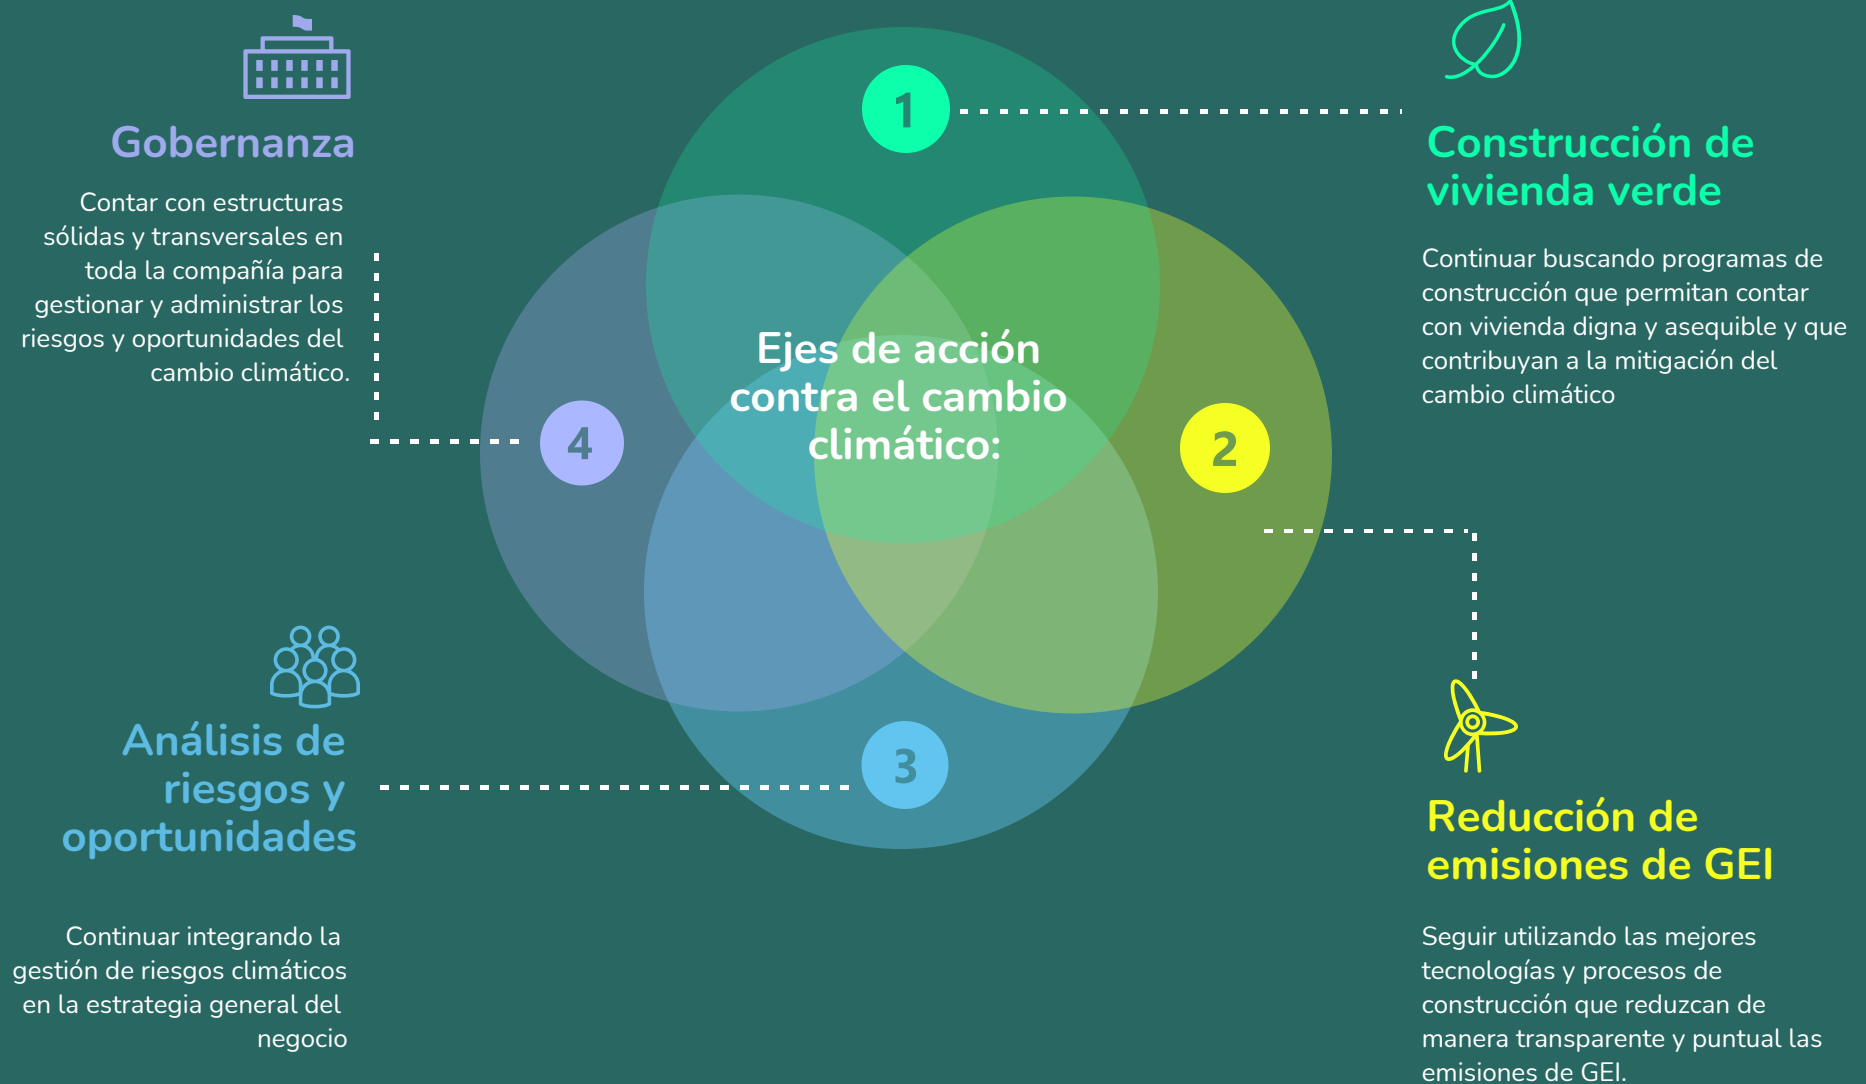 Ejes de acción
contra el cambio
climático:
1
Construcción de
vivienda verde
Continuar buscando programas de
construcción que permitan contar
con vivienda digna y asequible y que
contribuyan a la mitigación del
cambio climático
2
Reducción de
emisiones de GEI
Seguir utilizando las mejores
tecnologías y procesos de
construcción que reduzcan de
manera transparente y puntual las
emisiones de GEI.
3
Análisis de
riesgos y
oportunidades
Continuar integrando la
gestión de riesgos climáticos
en la estrategia general del
negocio
4
Gobernanza
Contar con estructuras
sólidas y transversales en
toda la compañía para
gestionar y administrar los
riesgos y oportunidades del
cambio climático.